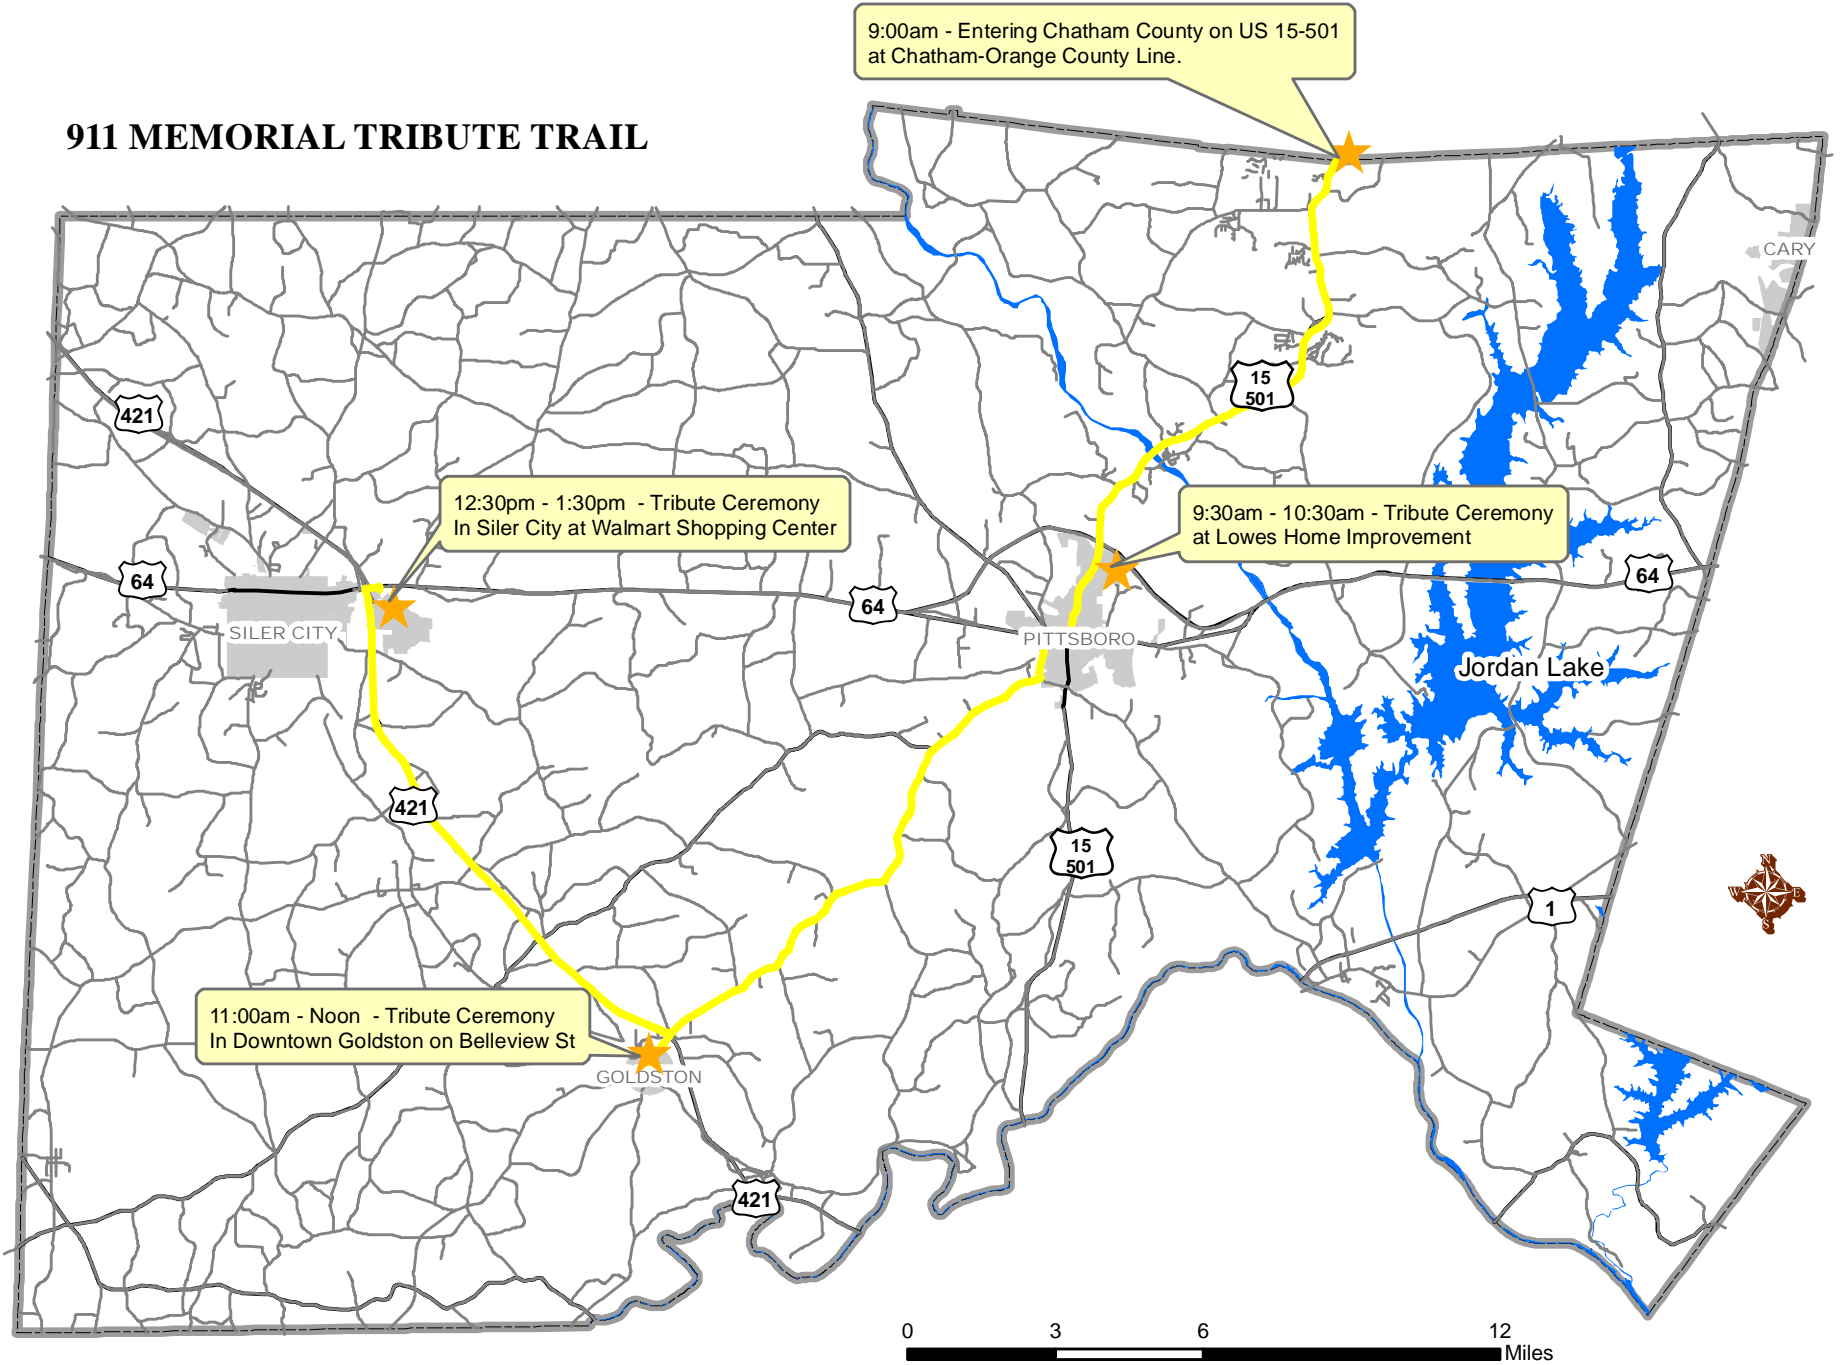 9:00am - Entering Chatham County on US 15-501
at Chatham-Orange County Line.
911 MEMORIAL TRIBUTE TRAIL
CARY
15
501
421
12:30pm - 1:30pm - Tribute Ceremony
In Siler City at Walmart Shopping Center
9:30am - 10:30am - Tribute Ceremony
at Lowes Home Improvement
64
64
64
SILER CITY
PITTSBORO
Jordan Lake
421
15
501
N
W
E
S
1
11:00am - Noon - Tribute Ceremony
In Downtown Goldston on Belleview St
GOLDSTON
421
0 3 6 12
Miles